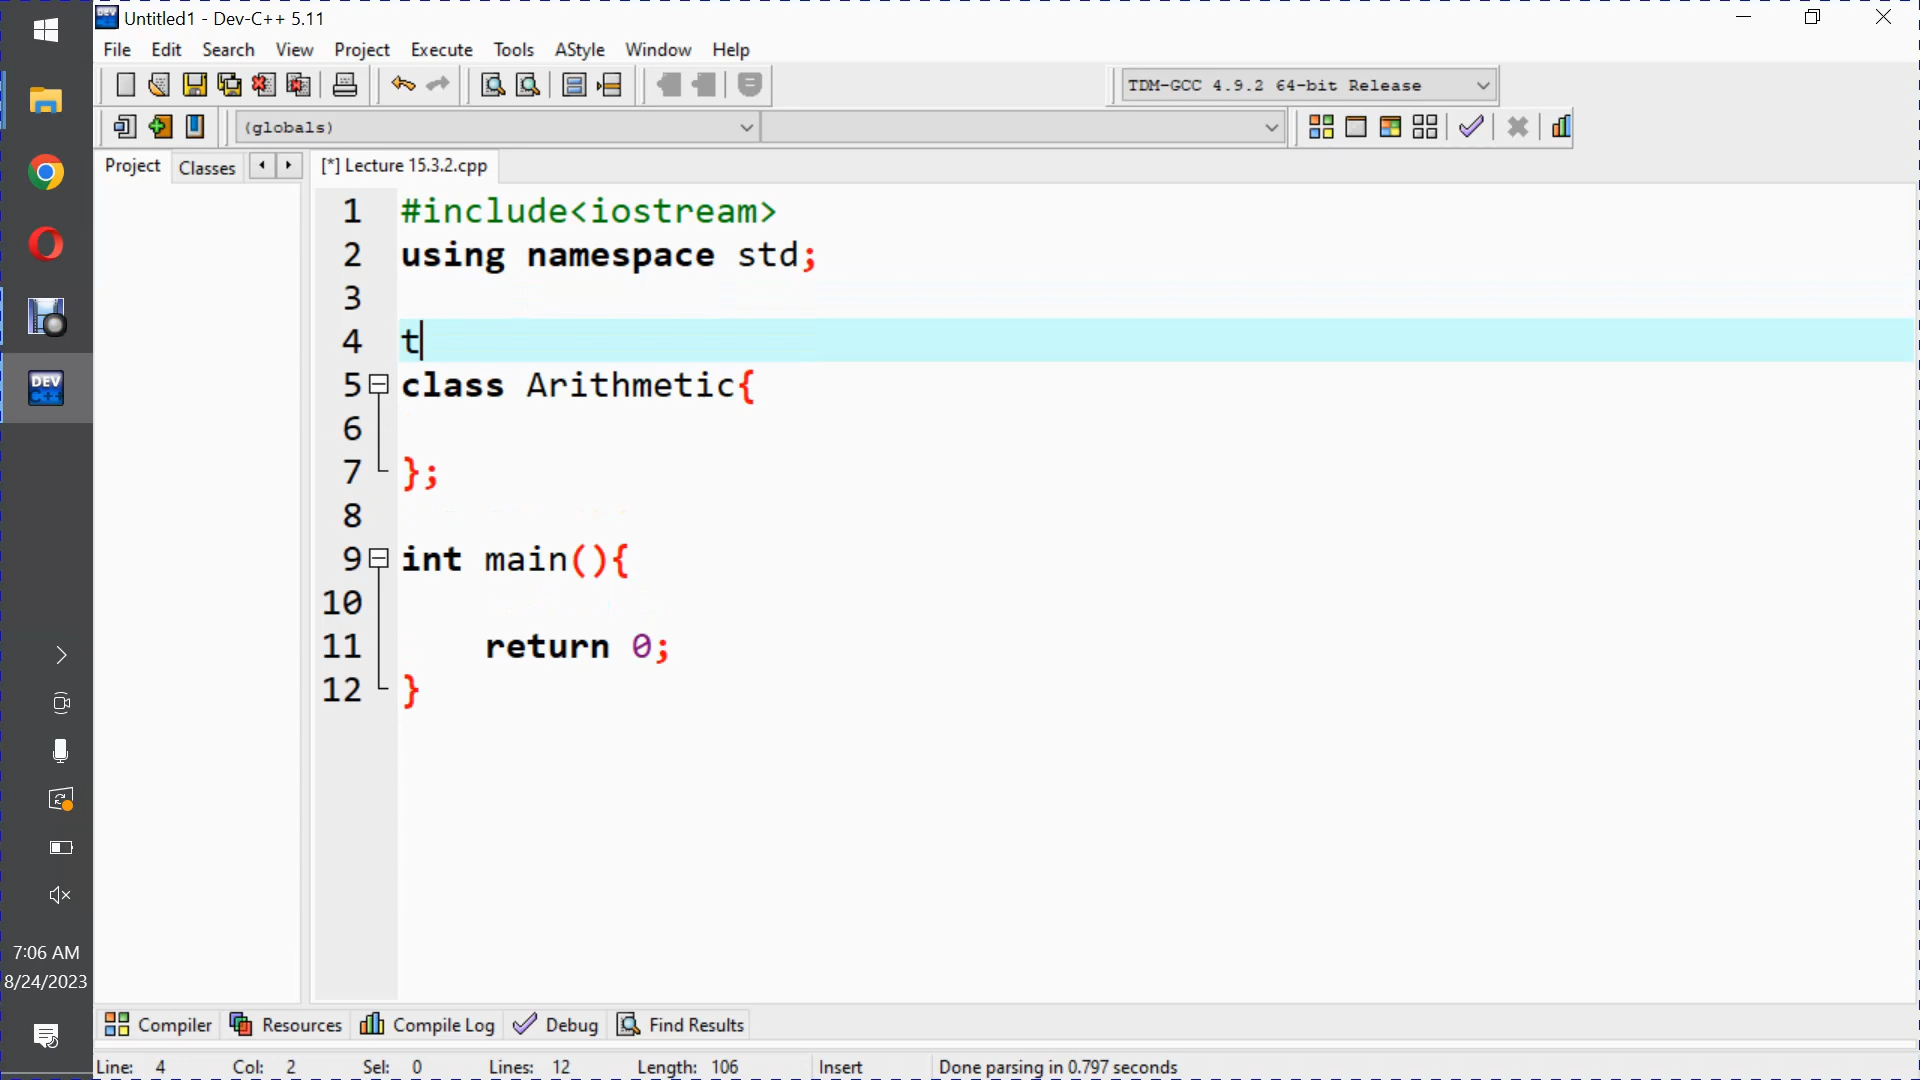 Untitled1 - Dev-C++ 5.11
File Edit Search View Project Execute Tools AStyle Window Help
TDM-GCC 4.9.2 64-bit Release
(globals)
Project Classes [*] Lecture 15.3.2.cpp
1 #include<iostream>
2 using namespace std;
3
4 t
5 class Arithmetic{
6
7 };
8
9 int main(){
10
11 return 0;
12 }
DEV C++
7:06 AM
8/24/2023
Compiler Resources Compile Log Debug Find Results
Line: 4 Col: 2 Sel: 0 Lines: 12 Length: 106 Insert Done parsing in 0.797 seconds